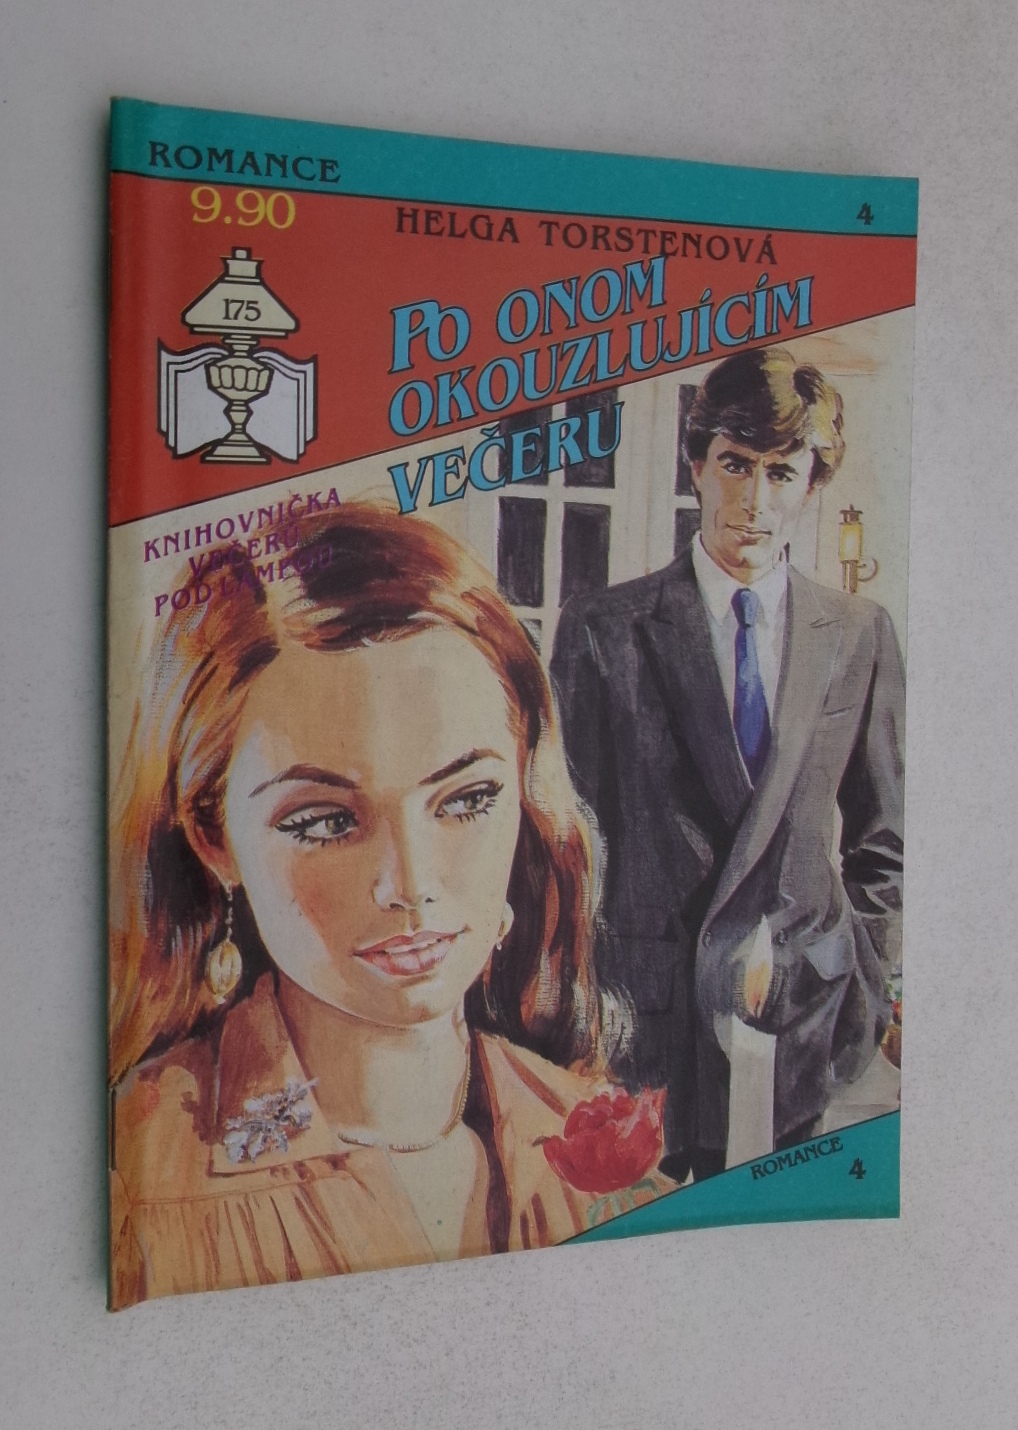 ROMANCE
9.90
4
HELGA TORSTENOVÁ
175
PO ONOM
OKOUZLUJÍCÍM
VEČERU
KNIHOVNIČKA
VEČERŮ
POD LAMPOU
ROMANCE
4